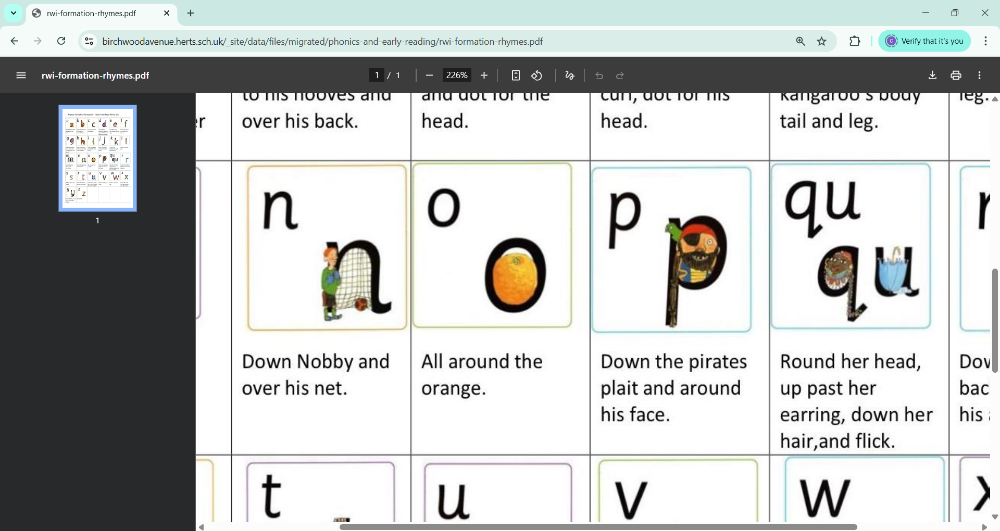 rwi-formation-rhymes.pdf
birchwoodavenue.herts.sch.uk/_site/data/files/migrated/phonics-and-early-reading/rwi-formation-rhymes.pdf
Verify that it's you
rwi-formation-rhymes.pdf
1 / 1
226%
to his hooves and
over his back.
and dot for the
head.
curl, dot for his
head.
kangaroo's body
tail and leg.
leg.
n
n
Down Nobby and
over his net.
o
o
All around the
orange.
p
p
Down the pirates
plait and around
his face.
qu
qu
Round her head,
up past her
earring, down her
hair,and flick.
r
his
t
u
v
w
x
1